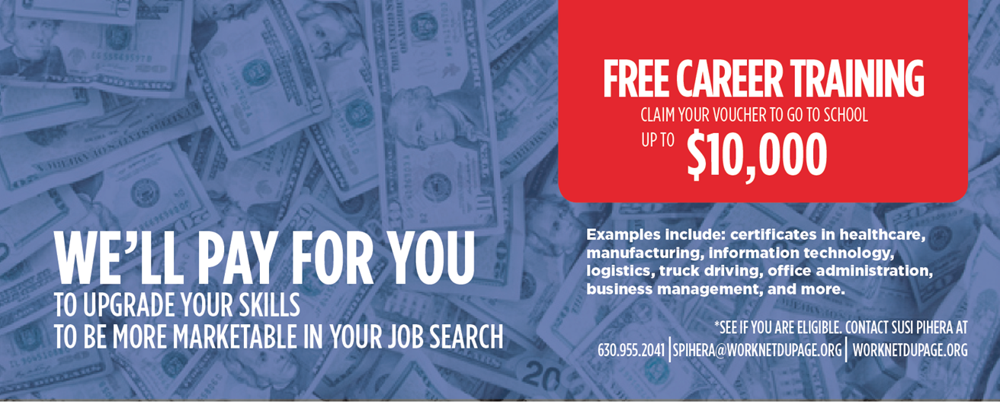 FREE CAREER TRAINING
CLAIM YOUR VOUCHER TO GO TO SCHOOL
UP TO $10,000
WE'LL PAY FOR YOU
TO UPGRADE YOUR SKILLS
TO BE MORE MARKETABLE IN YOUR JOB SEARCH
Examples include: certificates in healthcare,
manufacturing, information technology,
logistics, truck driving, office administration,
business management, and more.
*SEE IF YOU ARE ELIGIBLE. CONTACT SUSI PIHERA AT
630.955.2041 | SPIHERA@WORKNETDUPAGE.ORG | WORKNETDUPAGE.ORG